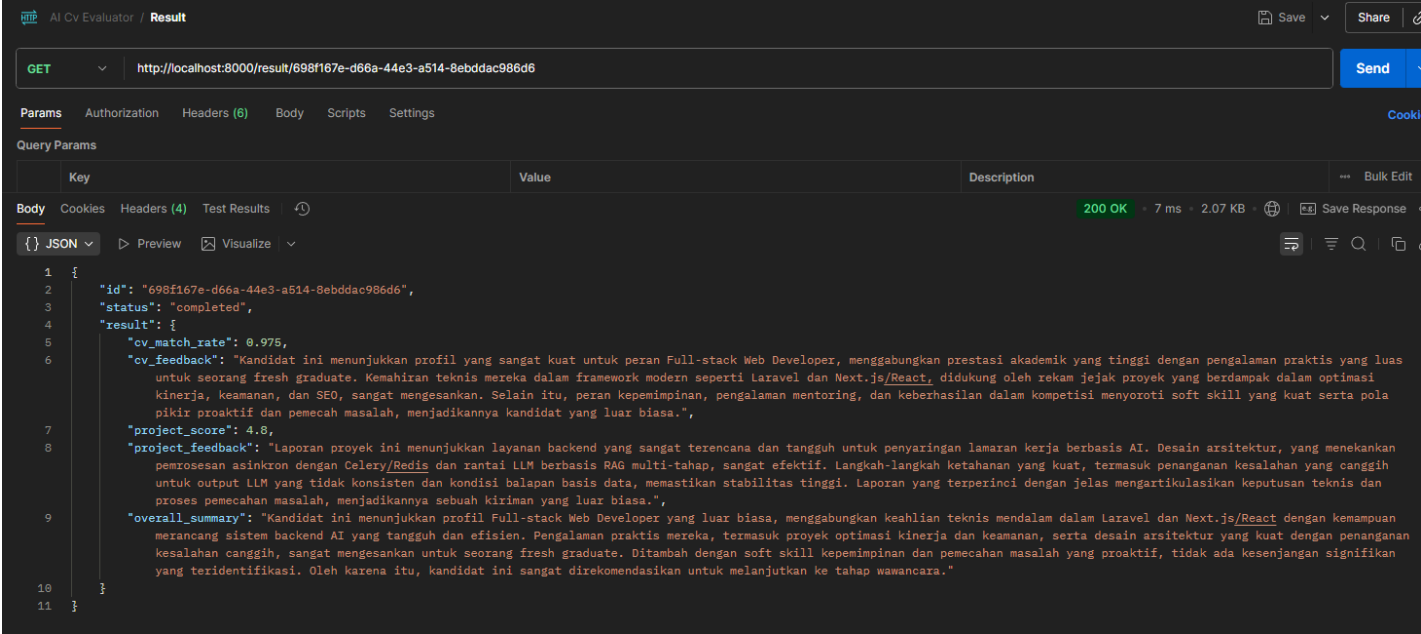 HTTP AI Cv Evaluator / Result Save Share
GET http://localhost:8000/result/698f167e-d66a-44e3-a514-8ebddac986d6 Send
Params Authorization Headers (6) Body Scripts Settings
Query Params
Key Value Description ••• Bulk Edit
Body Cookies Headers (4) Test Results 200 OK • 7 ms • 2.07 KB • e.g. Save Response
{} JSON Preview Visualize
1 {
2 "id": "698f167e-d66a-44e3-a514-8ebddac986d6",
3 "status": "completed",
4 "result": {
5 "cv_match_rate": 0.975,
6 "cv_feedback": "Kandidat ini menunjukkan profil yang sangat kuat untuk peran Full-stack Web Developer, menggabungkan prestasi akademik yang tinggi dengan pengalaman praktis yang luas
untuk seorang fresh graduate. Kemahiran teknis mereka dalam framework modern seperti Laravel dan Next.js/React, didukung oleh rekam jejak proyek yang berdampak dalam optimasi
kinerja, keamanan, dan SEO, sangat mengesankan. Selain itu, peran kepemimpinan, pengalaman mentoring, dan keberhasilan dalam kompetisi menyoroti soft skill yang kuat serta pola
pikir proaktif dan pemecah masalah, menjadikannya kandidat yang luar biasa.",
7 "project_score": 4.8,
8 "project_feedback": "Laporan proyek ini menunjukkan layanan backend yang sangat terencana dan tangguh untuk penyaringan lamaran kerja berbasis AI. Desain arsitektur, yang menekankan
pemrosesan asinkron dengan Celery/Redis dan rantai LLM berbasis RAG multi-tahap, sangat efektif. Langkah-langkah ketahanan yang kuat, termasuk penanganan kesalahan yang canggih
untuk output LLM yang tidak konsisten dan kondisi balapan basis data, memastikan stabilitas tinggi. Laporan yang terperinci dengan jelas mengartikulasikan keputusan teknis dan
proses pemecahan masalah, menjadikannya sebuah kiriman yang luar biasa.",
9 "overall_summary": "Kandidat ini menunjukkan profil Full-stack Web Developer yang luar biasa, menggabungkan keahlian teknis mendalam dalam Laravel dan Next.js/React dengan kemampuan
merancang sistem backend AI yang tangguh dan efisien. Pengalaman praktis mereka, termasuk proyek optimasi kinerja dan keamanan, serta desain arsitektur yang kuat dengan penanganan
kesalahan canggih, sangat mengesankan untuk seorang fresh graduate. Ditambah dengan soft skill kepemimpinan dan pemecahan masalah yang proaktif, tidak ada kesenjangan signifikan
yang teridentifikasi. Oleh karena itu, kandidat ini sangat direkomendasikan untuk melanjutkan ke tahap wawancara."
10 }
11 }